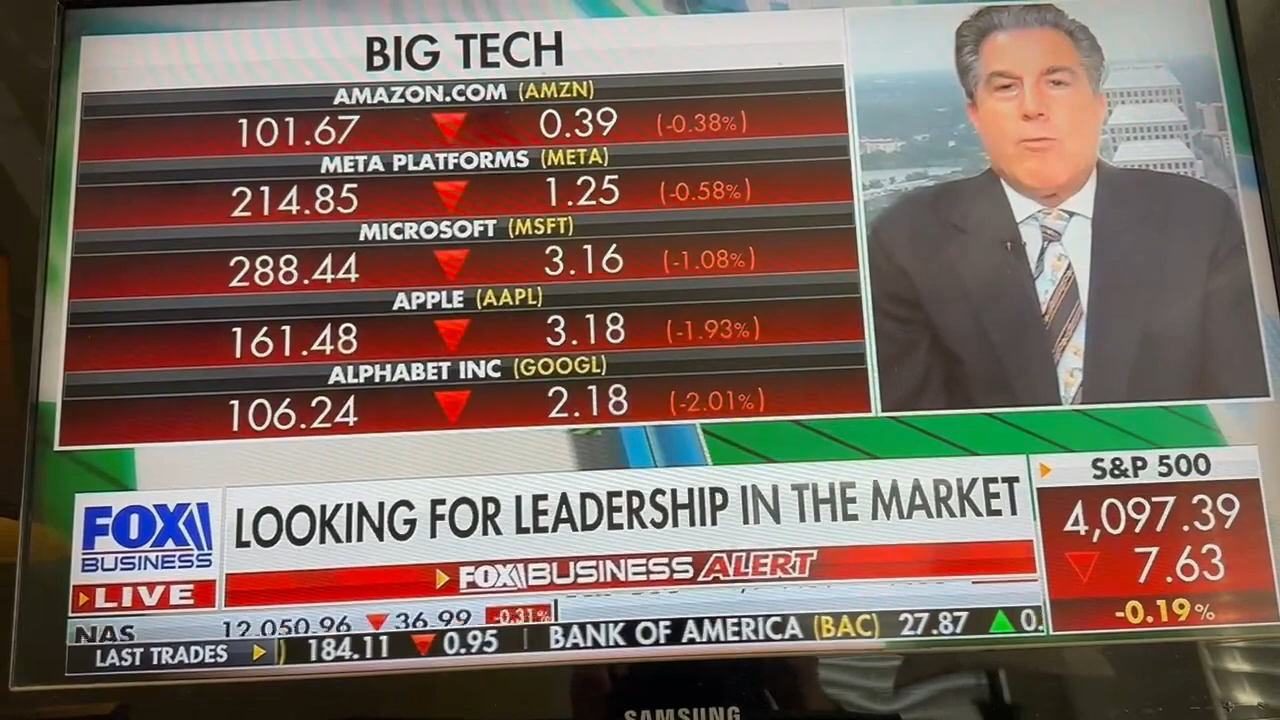 BIG TECH
AMAZON.COM (AMZN)
101.67 ▼ 0.39 (-0.38%)
META PLATFORMS (META)
214.85 ▼ 1.25 (-0.58%)
MICROSOFT (MSFT)
288.44 ▼ 3.16 (-1.08%)
APPLE (AAPL)
161.48 ▼ 3.18 (-1.93%)
ALPHABET INC (GOOGL)
106.24 ▼ 2.18 (-2.01%)
FOX BUSINESS
LIVE
LOOKING FOR LEADERSHIP IN THE MARKET
FOX BUSINESS ALERT
S&P 500
4,097.39
▼ 7.63
-0.19%
NAS 12,050.96 ▼ 36.99 -0.31%
LAST TRADES ) 184.11 ▼ 0.95 | BANK OF AMERICA (BAC) 27.87 ▲ 0.
SAMSUNG